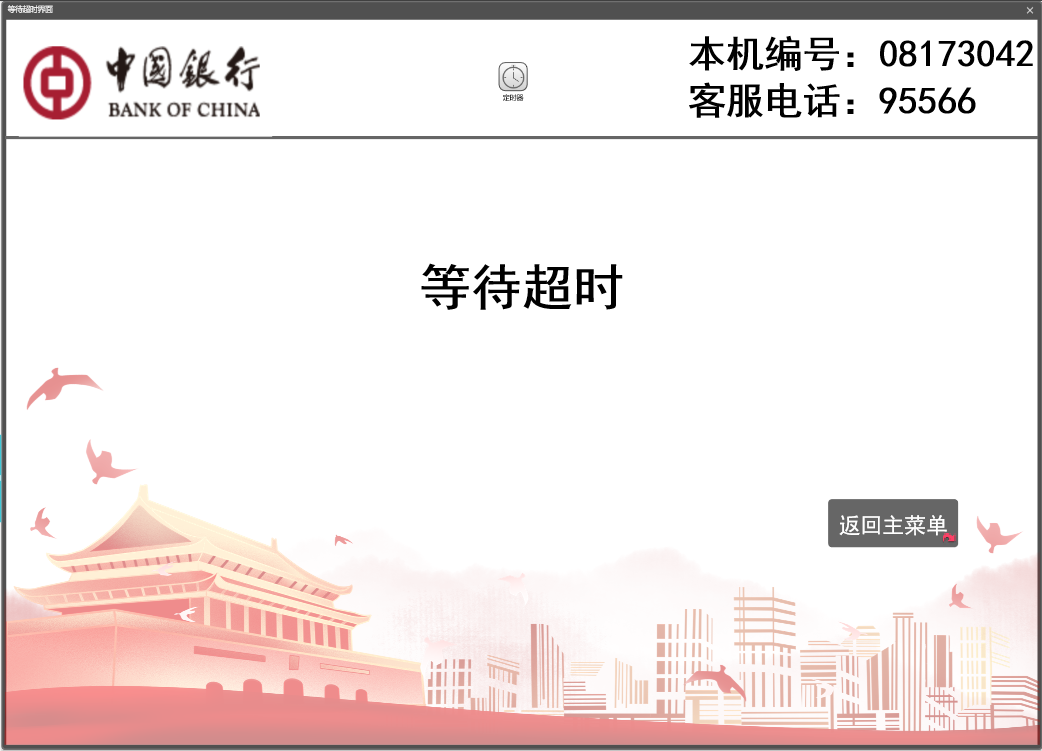 等待超时界面
中国銀行
BANK OF CHINA
定时器
本机编号：08173042
客服电话：95566
等待超时
返回主菜单